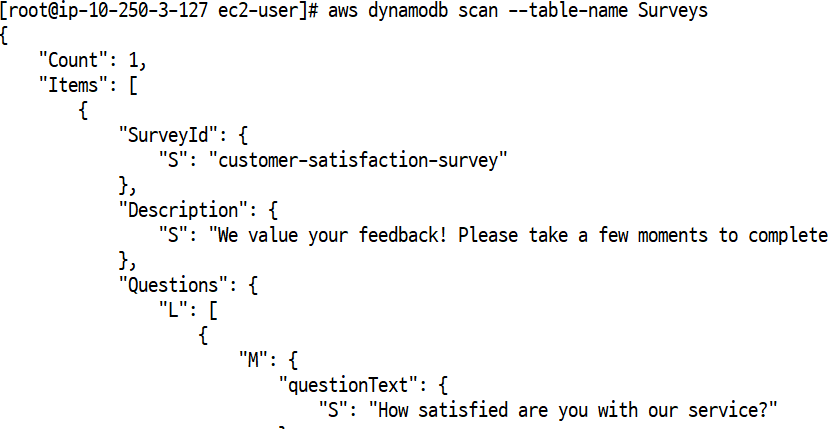 [root@ip-10-250-3-127 ec2-user]# aws dynamodb scan --table-name Surveys
{
    "Count": 1,
    "Items": [
        {
            "SurveyId": {
                "S": "customer-satisfaction-survey"
            },
            "Description": {
                "S": "We value your feedback! Please take a few moments to complete
            },
            "Questions": {
                "L": [
                    {
                        "M": {
                            "questionText": {
                                "S": "How satisfied are you with our service?"